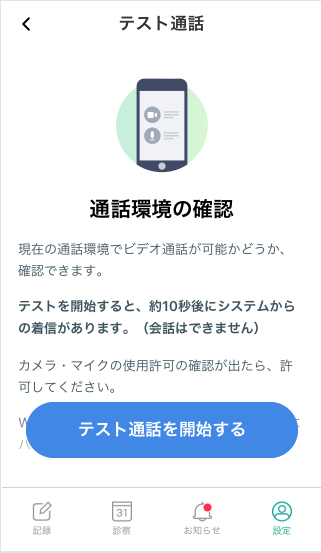 テスト通話
通話環境の確認
現在の通話環境でビデオ通話が可能かどうか、
確認できます。
テストを開始すると、約10秒後にシステムから
の着信があります。（会話はできません）
カメラ・マイクの使用許可の確認が出たら、許
可してください。
テスト通話を開始する
31
記録
診察
お知らせ
設定